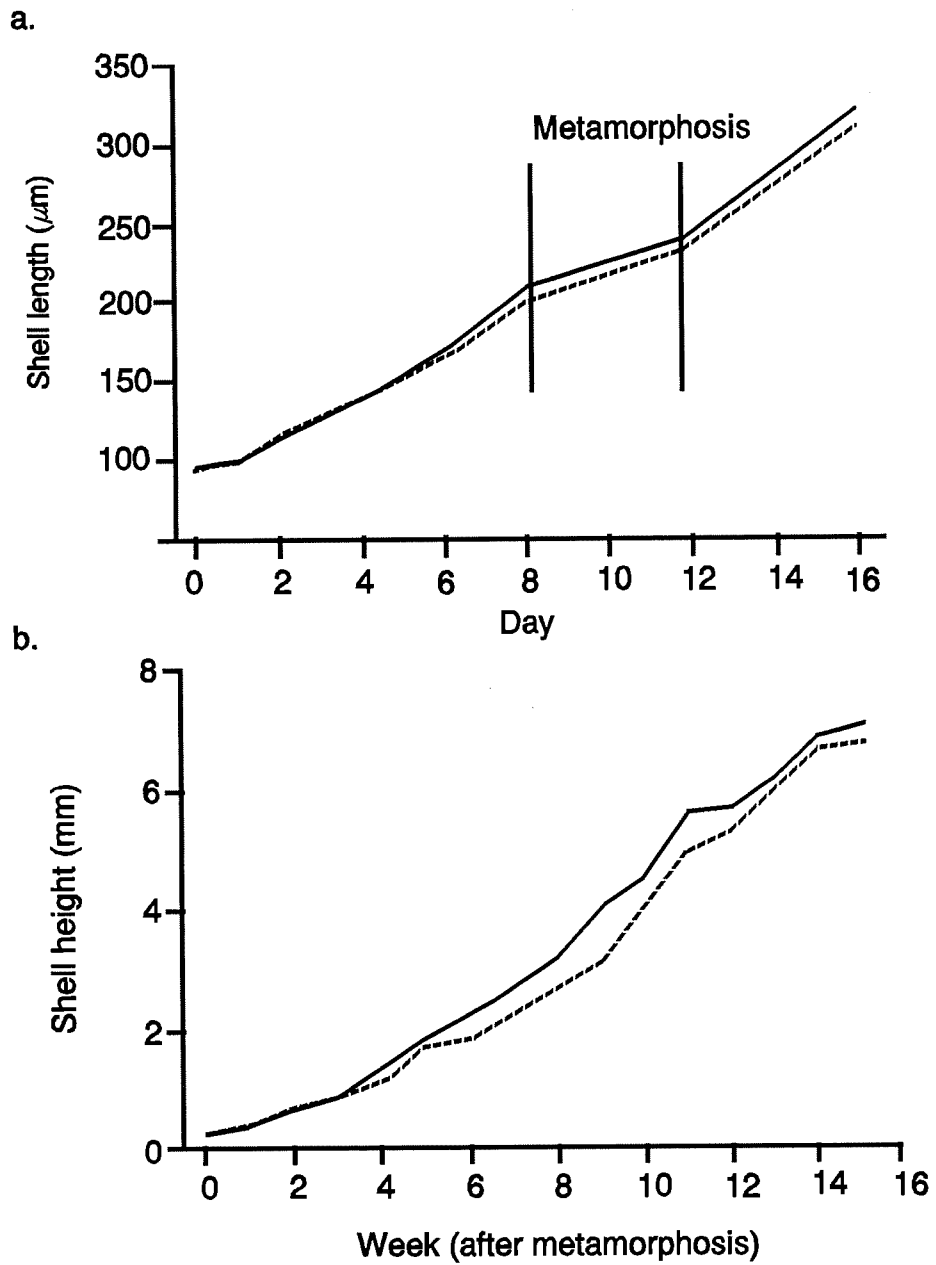 a.
350
300
250
200
150
100
Shell length (μm)
Metamorphosis
0 2 4 6 8 10 12 14 16
Day
b.
8
6
4
2
0
Shell height (mm)
0 2 4 6 8 10 12 14 16
Week (after metamorphosis)